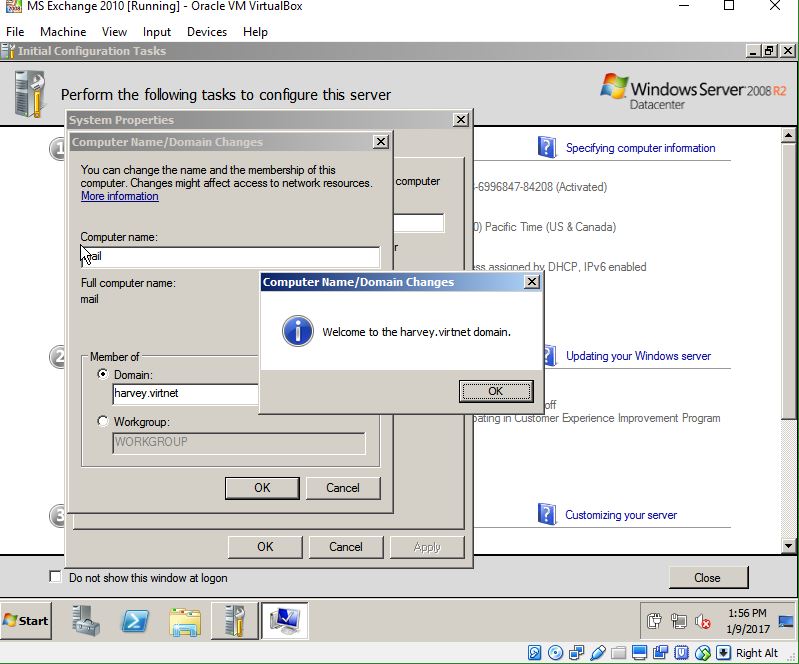 MS Exchange 2010 [Running] - Oracle VM VirtualBox
File Machine View Input Devices Help
Initial Configuration Tasks
Perform the following tasks to configure this server
Windows Server 2008 R2
Datacenter
System Properties
Computer Name/Domain Changes
You can change the name and the membership of this
computer. Changes might affect access to network resources.
More information
computer
Computer name:
mail
Full computer name:
mail
Member of
Domain:
harvey.virtnet
Workgroup:
WORKGROUP
OK Cancel
OK Cancel Apply
Computer Name/Domain Changes
Welcome to the harvey.virtnet domain.
OK
1
Specifying computer information
-6996847-84208 (Activated)
0) Pacific Time (US & Canada)
ess assigned by DHCP, IPv6 enabled
2
Updating your Windows server
off
pating in Customer Experience Improvement Program
3
Customizing your server
Do not show this window at logon
Close
Start
1:56 PM
1/9/2017
Right Alt